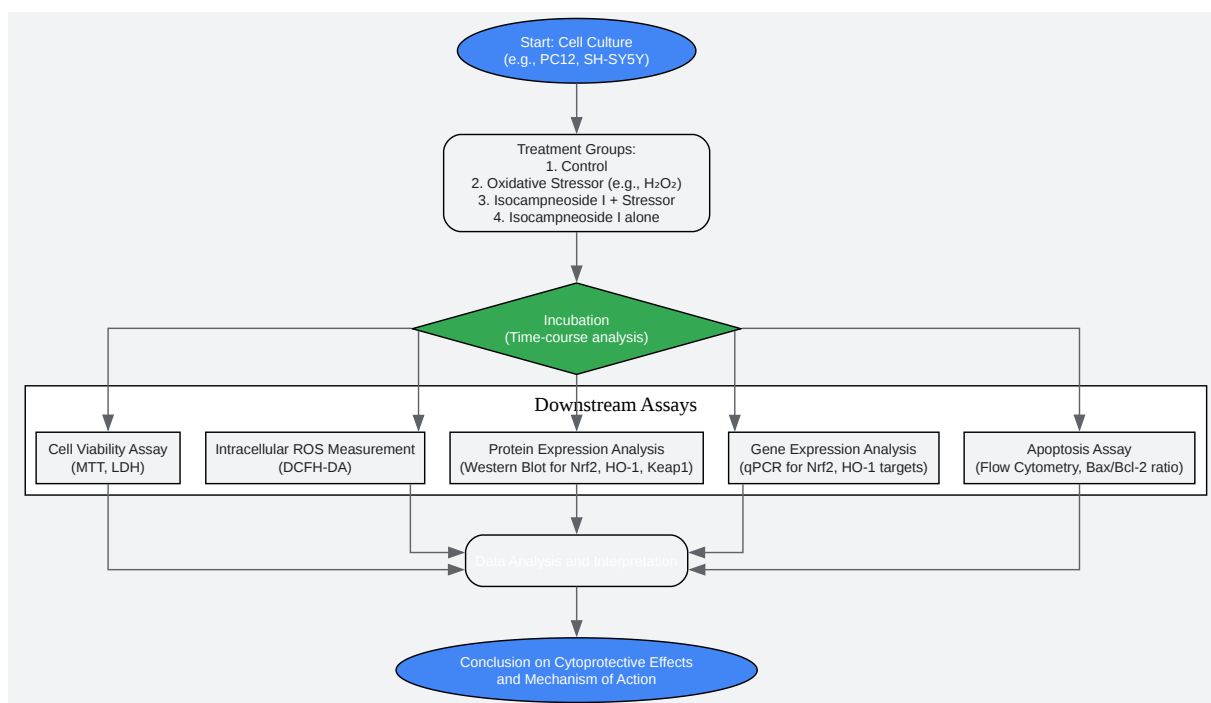 Start: Cell Culture
(e.g., PC12, SH-SY5Y)
Treatment Groups:
1. Control
2. Oxidative Stressor (e.g., H₂O₂)
3. Isocampneoside I + Stressor
4. Isocampneoside I alone
Incubation
(Time-course analysis)
Downstream Assays
Cell Viability Assay
(MTT, LDH)
Intracellular ROS Measurement
(DCFH-DA)
Protein Expression Analysis
(Western Blot for Nrf2, HO-1, Keap1)
Gene Expression Analysis
(qPCR for Nrf2, HO-1 targets)
Apoptosis Assay
(Flow Cytometry, Bax/Bcl-2 ratio)
Data Analysis and Interpretation
Conclusion on Cytoprotective Effects
and Mechanism of Action